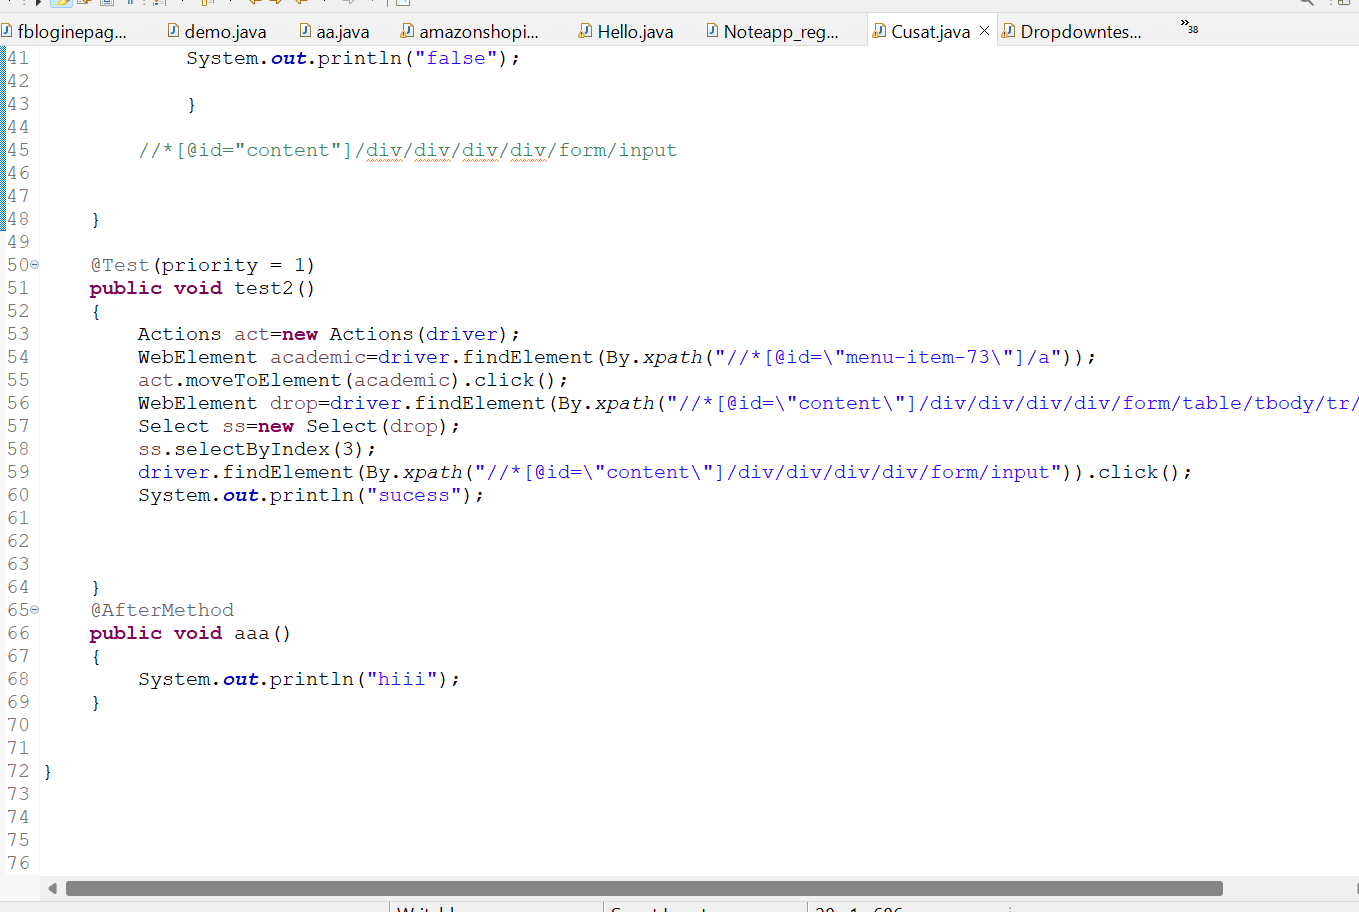 fbloginepag... demo.java aa.java amazonshopi... Hello.java Noteapp_reg... Cusat.java Dropdowntes... »38
41 System.out.println("false");
42
43 }
44
45 //*[@id="content"]/div/div/div/div/form/input
46
47
48 }
49
50 @Test(priority = 1)
51 public void test2()
52 {
53 Actions act=new Actions(driver);
54 WebElement academic=driver.findElement(By.xpath("//*[@id=\"menu-item-73\"]/a"));
55 act.moveToElement(academic).click();
56 WebElement drop=driver.findElement(By.xpath("//*[@id=\"content\"]/div/div/div/div/form/table/tbody/tr/
57 Select ss=new Select(drop);
58 ss.selectByIndex(3);
59 driver.findElement(By.xpath("//*[@id=\"content\"]/div/div/div/div/form/input")).click();
60 System.out.println("sucess");
61
62
63
64 }
65 @AfterMethod
66 public void aaa()
67 {
68 System.out.println("hiii");
69 }
70
71
72 }
73
74
75
76